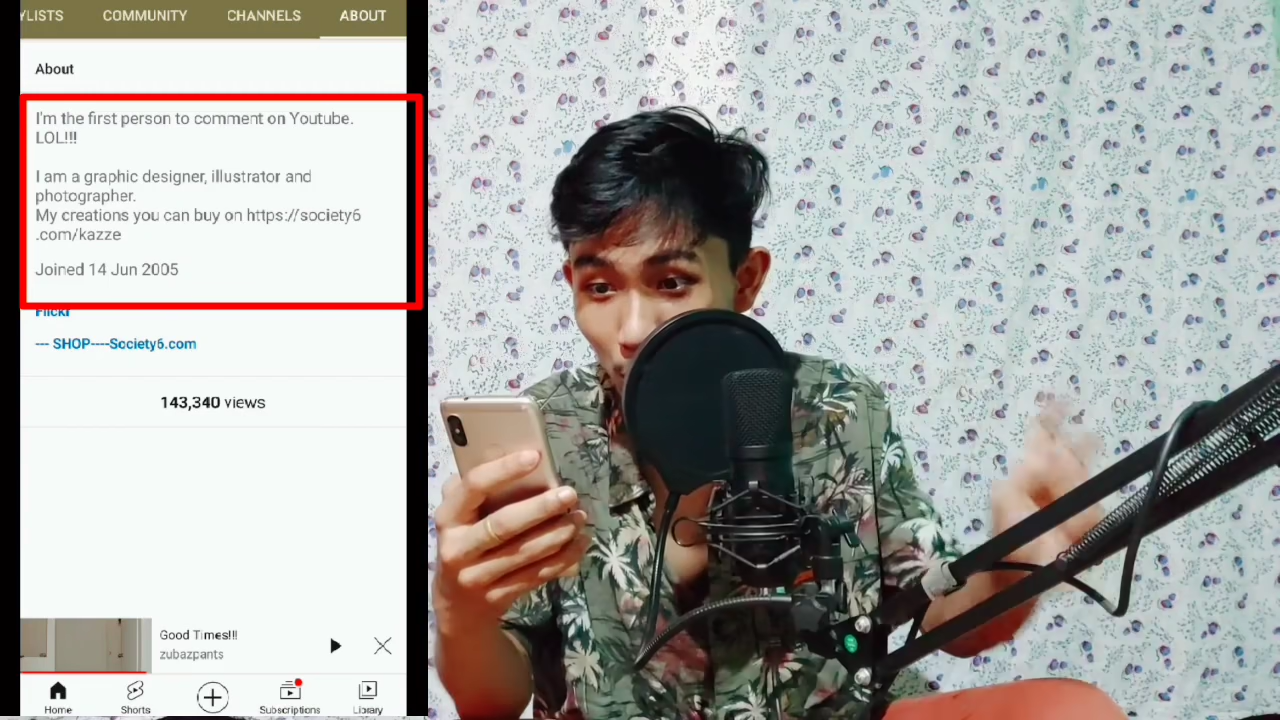 YLISTS COMMUNITY CHANNELS ABOUT
About
I'm the first person to comment on Youtube.
LOL!!!
I am a graphic designer, illustrator and
photographer.
My creations you can buy on https://society6
.com/kazze
Joined 14 Jun 2005
Flickr
--- SHOP----Society6.com
143,340 views
Good Times!!!
zubazpants
Home Shorts Subscriptions Library